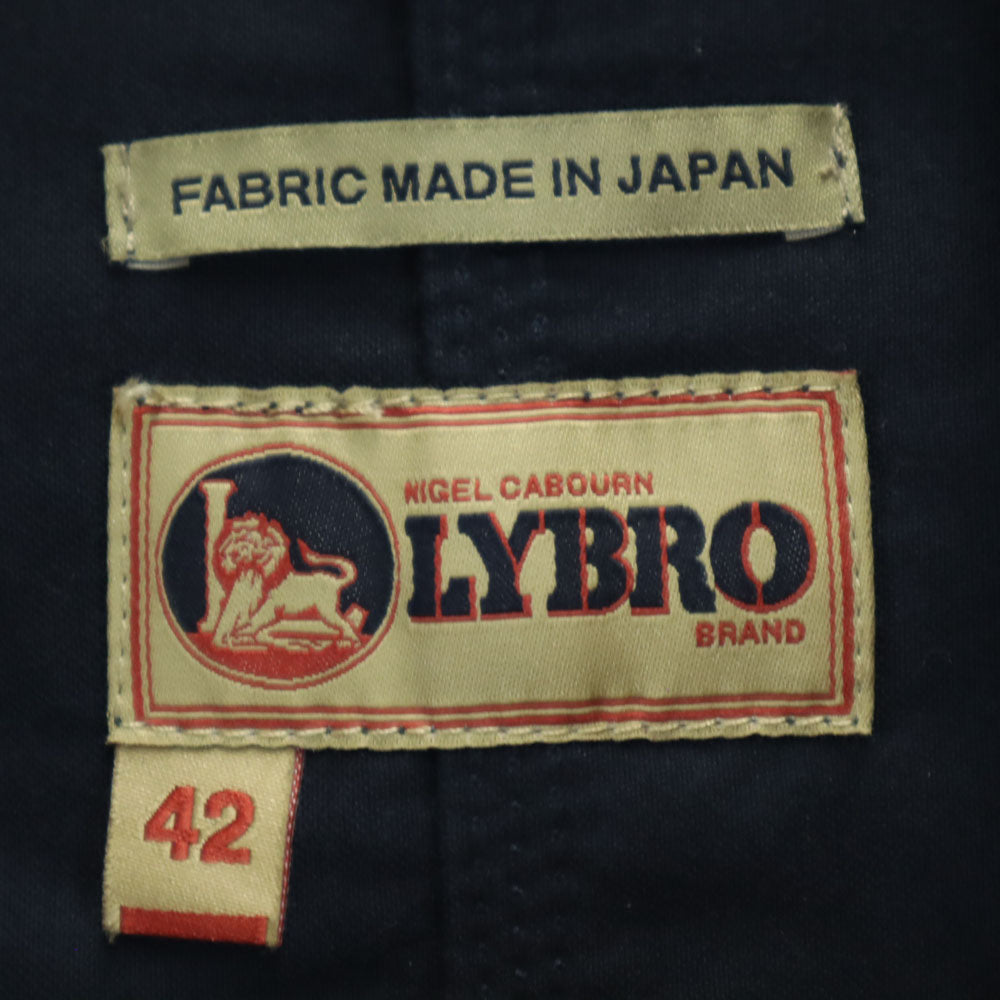 FABRIC MADE IN JAPAN
NIGEL CABOURN
LYBRO
BRAND
42